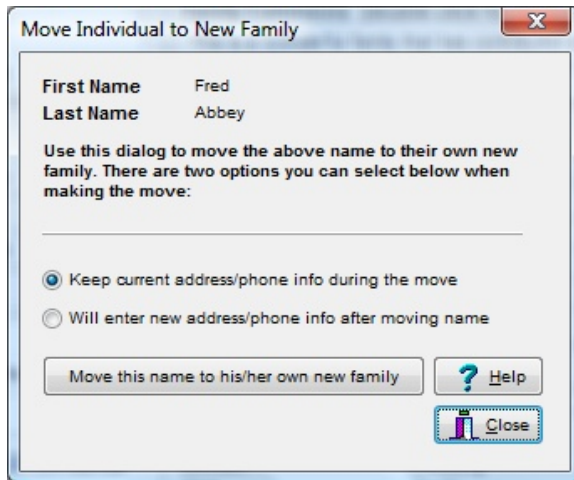 Move Individual to New Family
First Name Fred
Last Name Abbey
Use this dialog to move the above name to their own new
family. There are two options you can select below when
making the move:
Keep current address/phone info during the move
Will enter new address/phone info after moving name
Move this name to his/her own new family
Help
Close